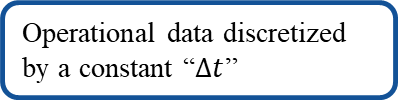 Operational data discretized
by a constant “Δt”